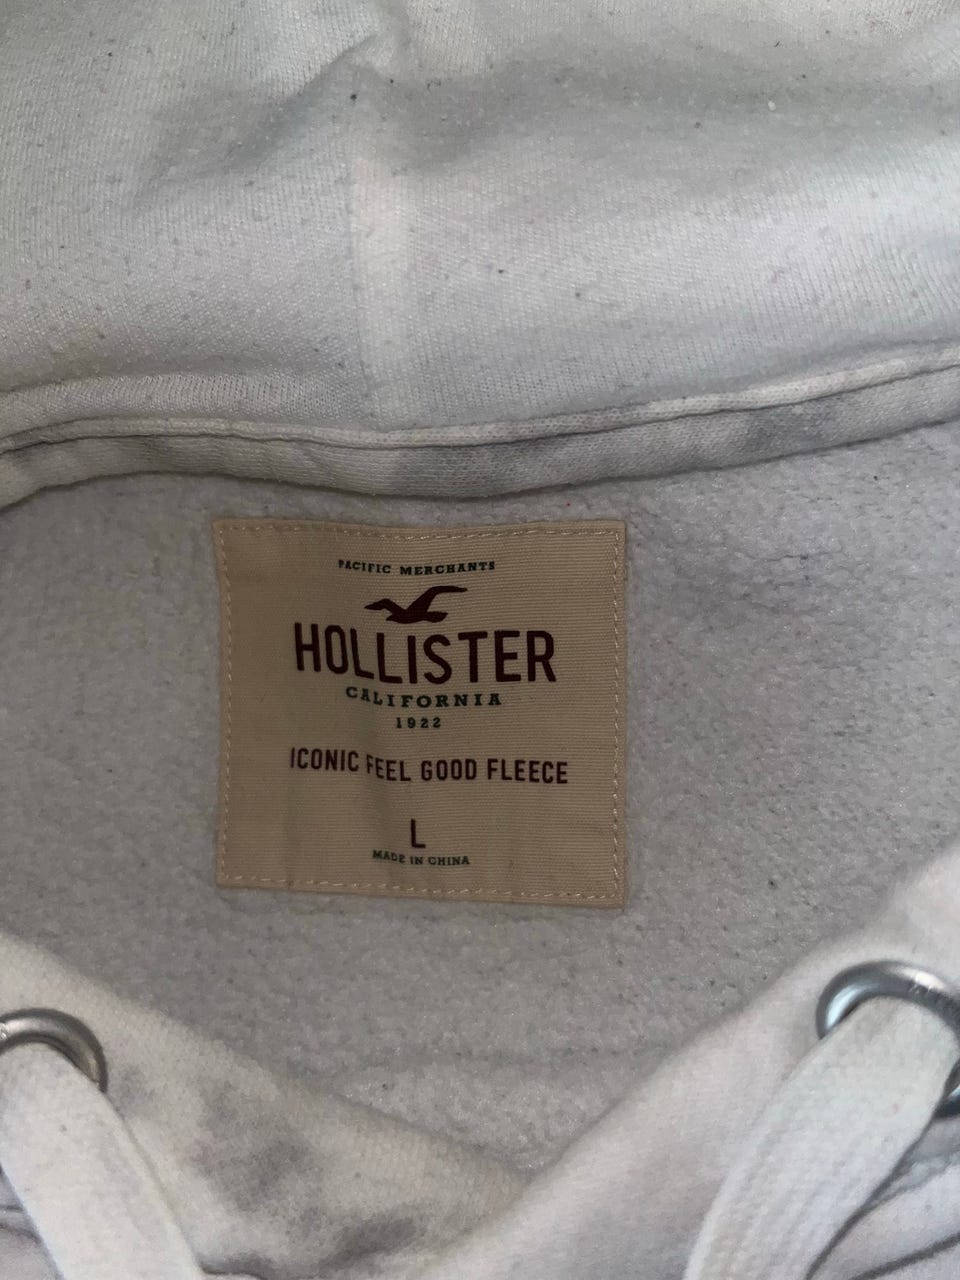 PACIFIC MERCHANTS
HOLLISTER
CALIFORNIA
1922
ICONIC FEEL GOOD FLEECE
L
MADE IN CHINA